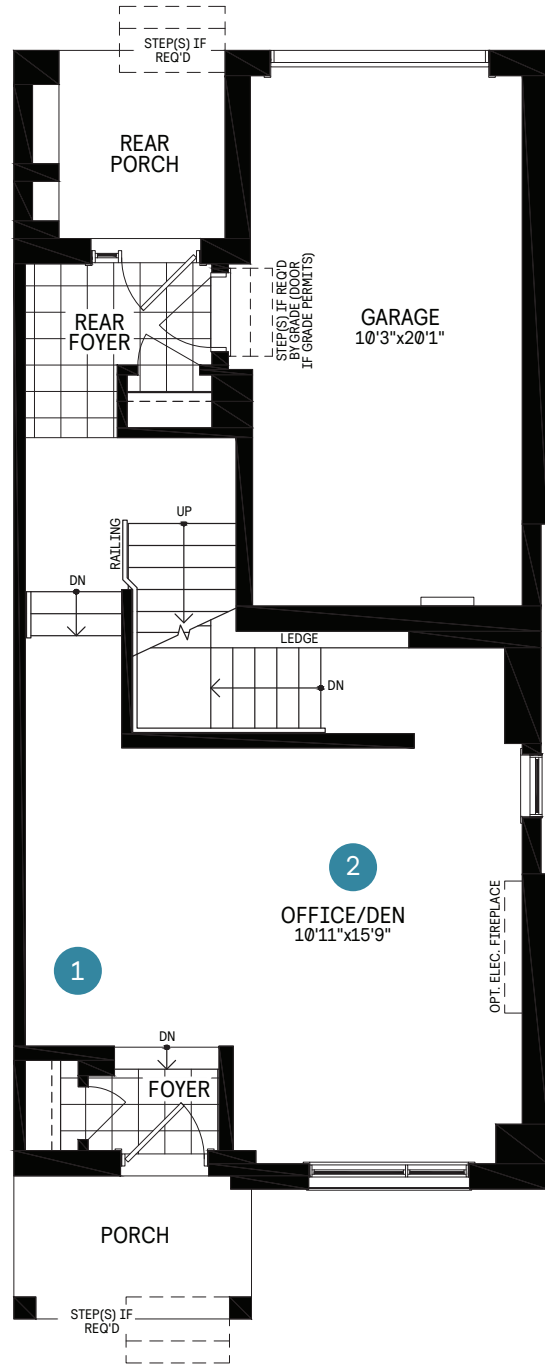 STEP(S) IF
REQ'D
REAR
PORCH
REAR
FOYER
STEP(S) IF REQ'D
BY GRADE (DOOR
IF GRADE PERMITS)
GARAGE
10'3"x20'1"
UP
RAILING
DN
LEDGE
DN
2
OFFICE/DEN
10'11"x15'9"
OPT. ELEC. FIREPLACE
1
DN
FOYER
PORCH
STEP(S) IF
REQ'D